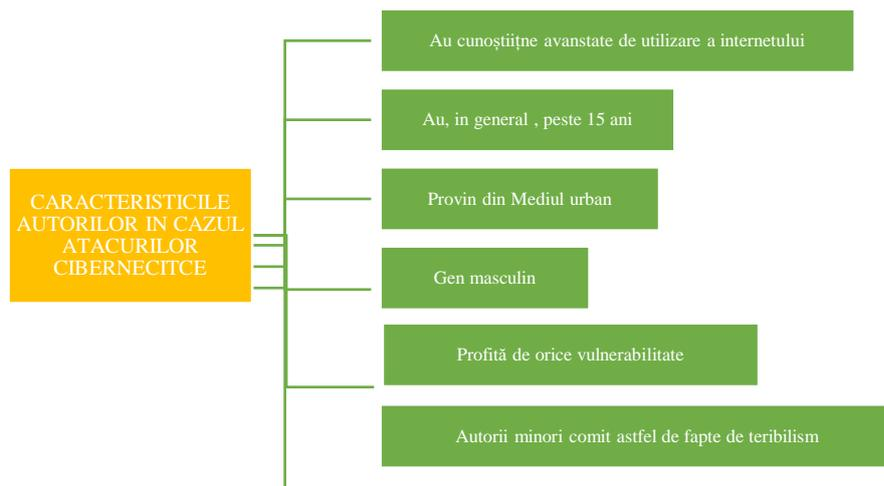 Au cunoștiițne avanstate de utilizare a internetului
Au, in general , peste 15 ani
Provin din Mediul urban
CARACTERISTICILE
AUTORILOR IN CAZUL
ATACURILOR
CIBERNECITCE
Gen masculin
Profită de orice vulnerabilitate
Autorii minori comit astfel de fapte de teribilism